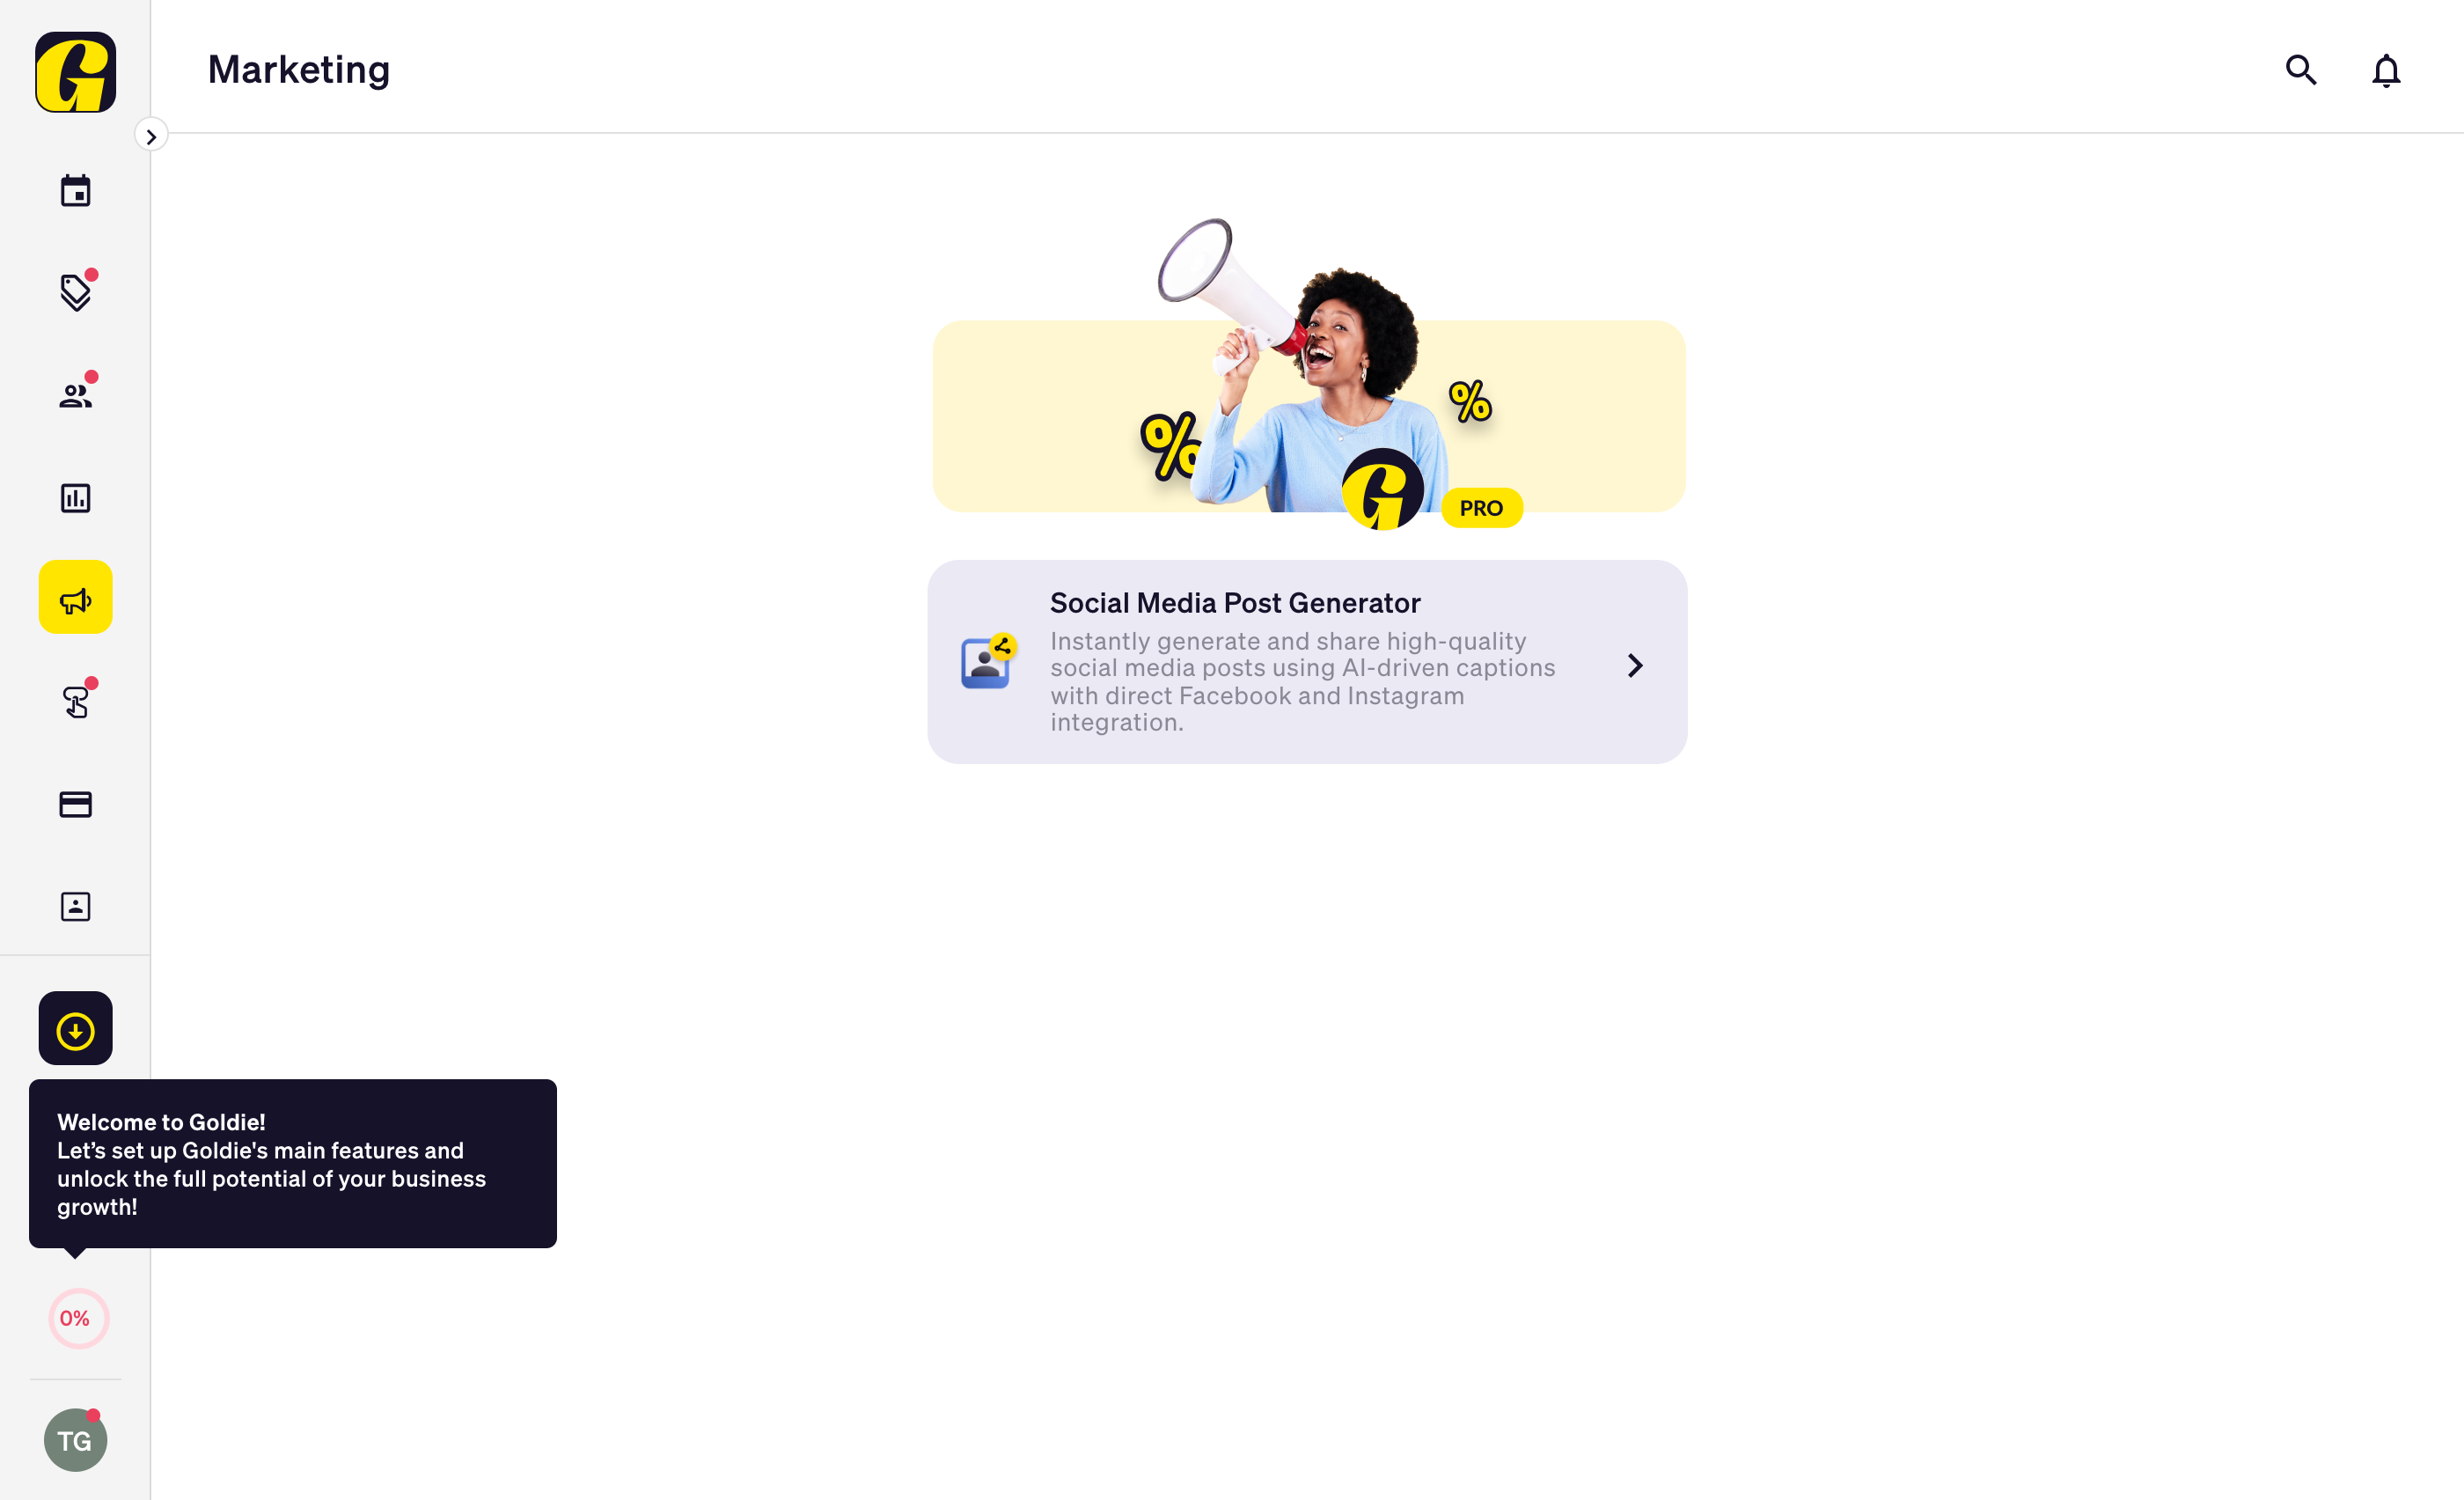 Marketing
%
%
PRO
Social Media Post Generator
Instantly generate and share high-quality
social media posts using AI-driven captions
with direct Facebook and Instagram
integration.
Welcome to Goldie!
Let’s set up Goldie's main features and
unlock the full potential of your business
growth!
0%
TG